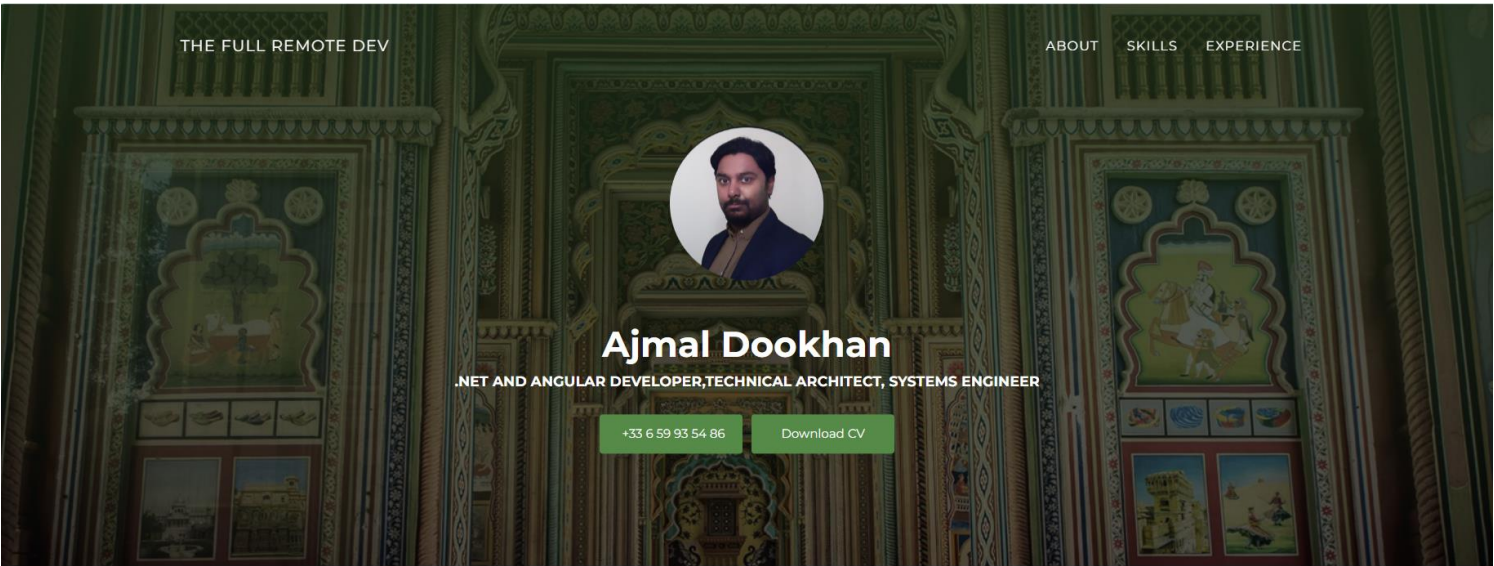 THE FULL REMOTE DEV
ABOUT SKILLS EXPERIENCE
Ajmal Dookhan
.NET AND ANGULAR DEVELOPER,TECHNICAL ARCHITECT, SYSTEMS ENGINEER
+33 6 59 93 54 86
Download CV